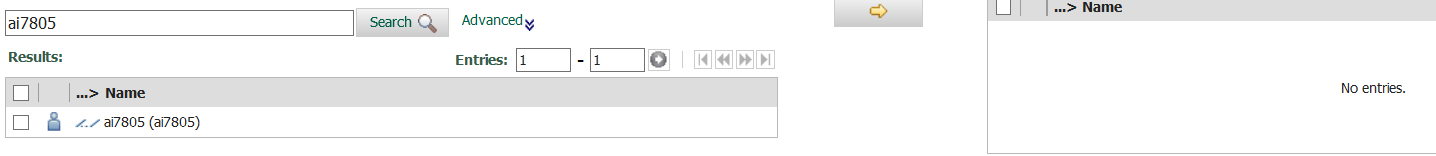 ai7805
Search
Advanced
Results:
Entries: 1 - 1
...> Name
ai7805 (ai7805)
...> Name
No entries.